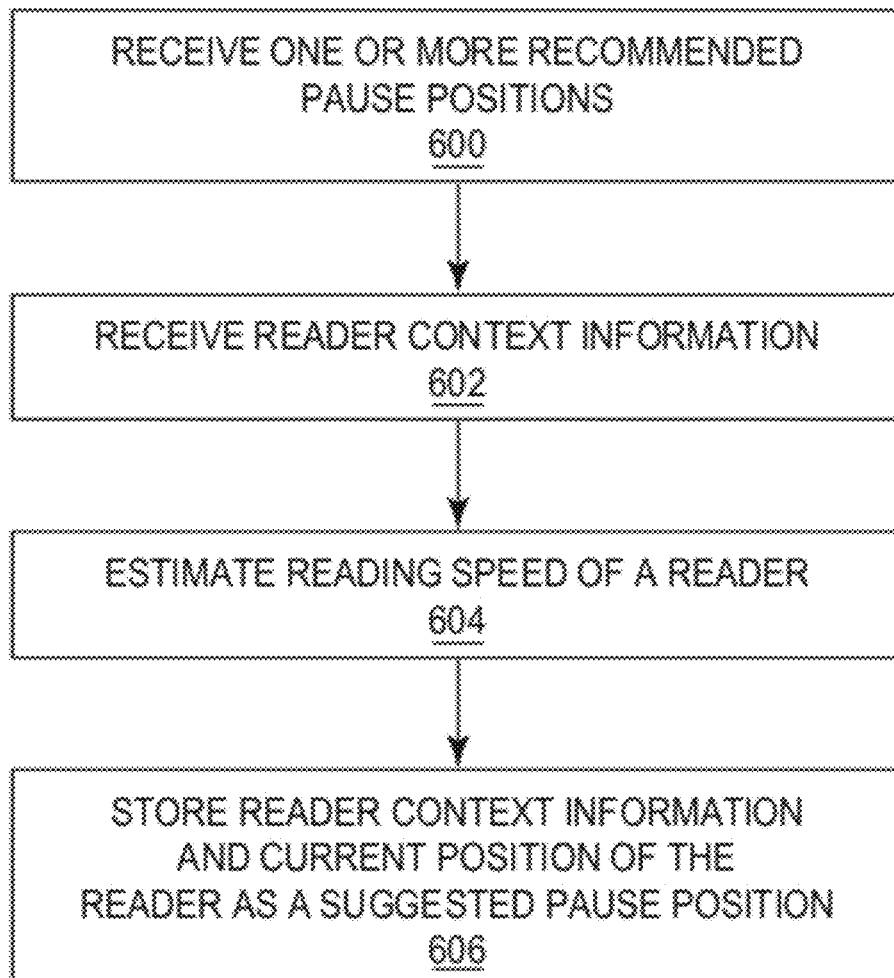 RECEIVE ONE OR MORE RECOMMENDED
PAUSE POSITIONS
600
RECEIVE READER CONTEXT INFORMATION
602
ESTIMATE READING SPEED OF A READER
604
STORE READER CONTEXT INFORMATION
AND CURRENT POSITION OF THE
READER AS A SUGGESTED PAUSE POSITION
606